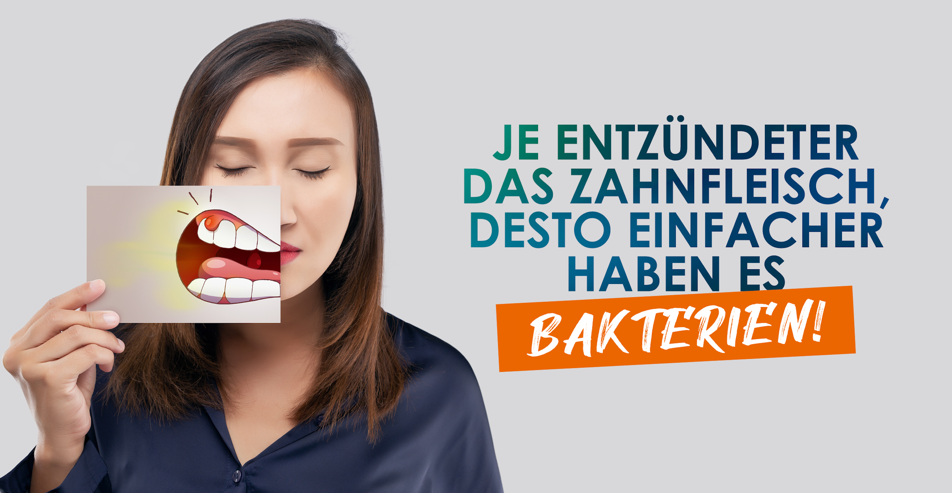 JE ENTZÜNDETER
DAS ZAHNFLEISCH,
DESTO EINFACHER
HABEN ES
BAKTERIEN!